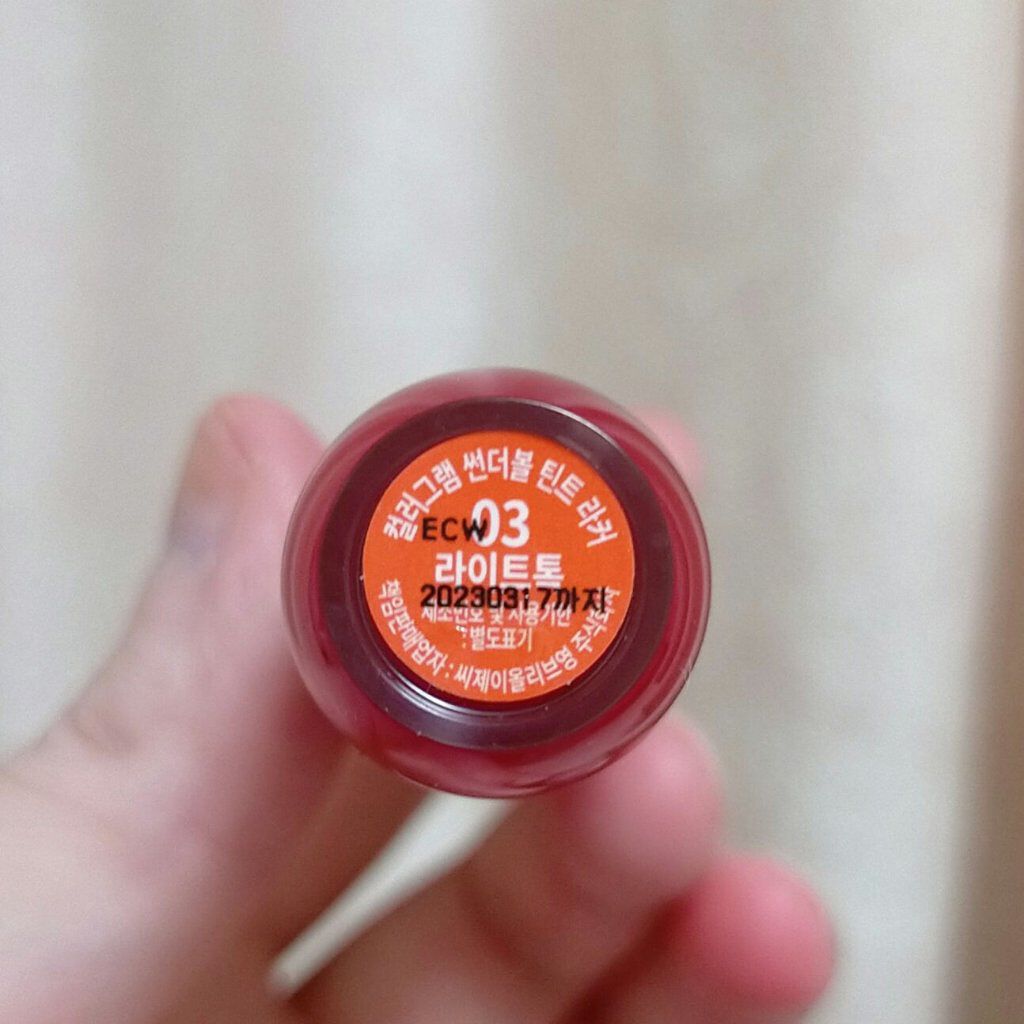 컬러그램 썬더볼 틴트 라커
ECW
03
라이트톡
20230317까지
제조번호 및 사용기한
:별도표기
책임판매업자 : 씨제이올리브영 주식회사